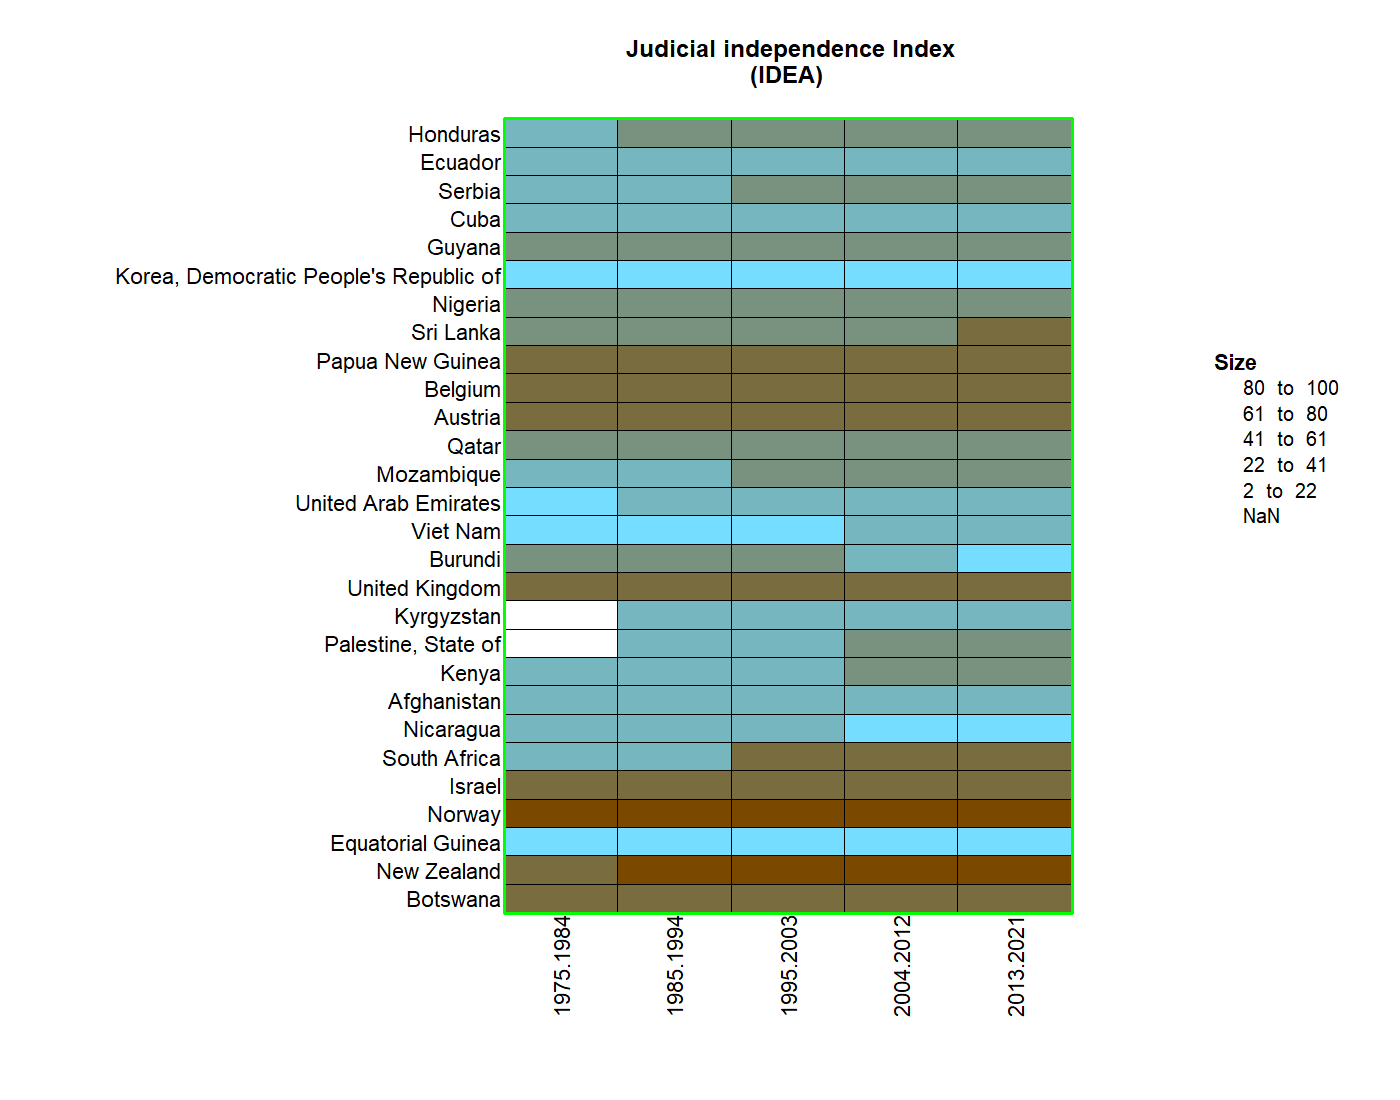 Judicial independence Index
(IDEA)
Honduras
Ecuador
Serbia
Cuba
Guyana
Korea, Democratic People's Republic of
Nigeria
Sri Lanka
Papua New Guinea
Belgium
Austria
Qatar
Mozambique
United Arab Emirates
Viet Nam
Burundi
United Kingdom
Kyrgyzstan
Palestine, State of
Kenya
Afghanistan
Nicaragua
South Africa
Israel
Norway
Equatorial Guinea
New Zealand
Botswana
1975.1984
1985.1994
1995.2003
2004.2012
2013.2021
Size
80 to 100
61 to 80
41 to 61
22 to 41
2 to 22
NaN